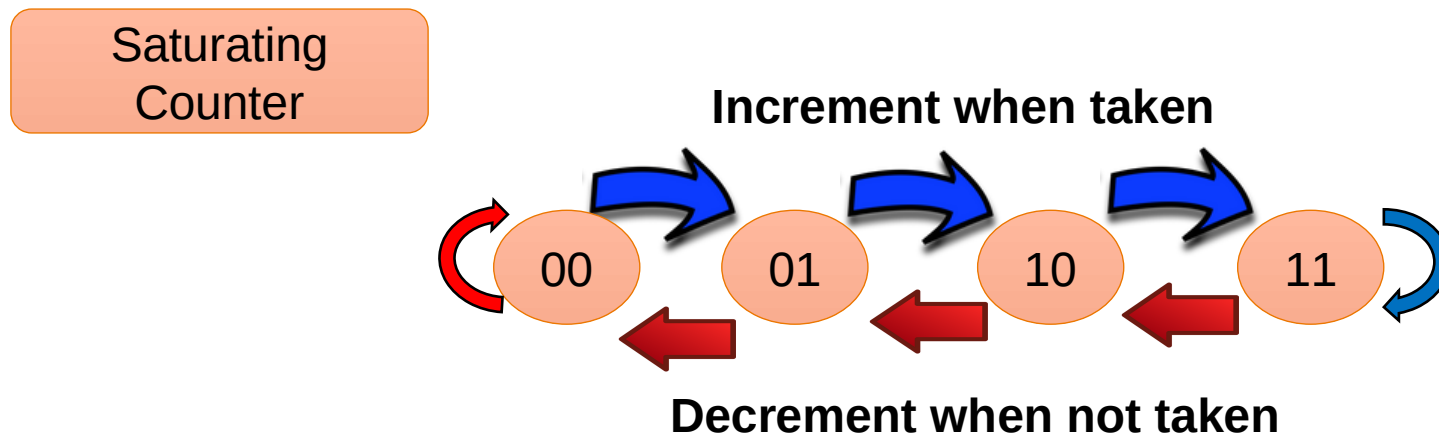 Saturating
Counter
Increment when taken
00
01
10
11
Decrement when not taken